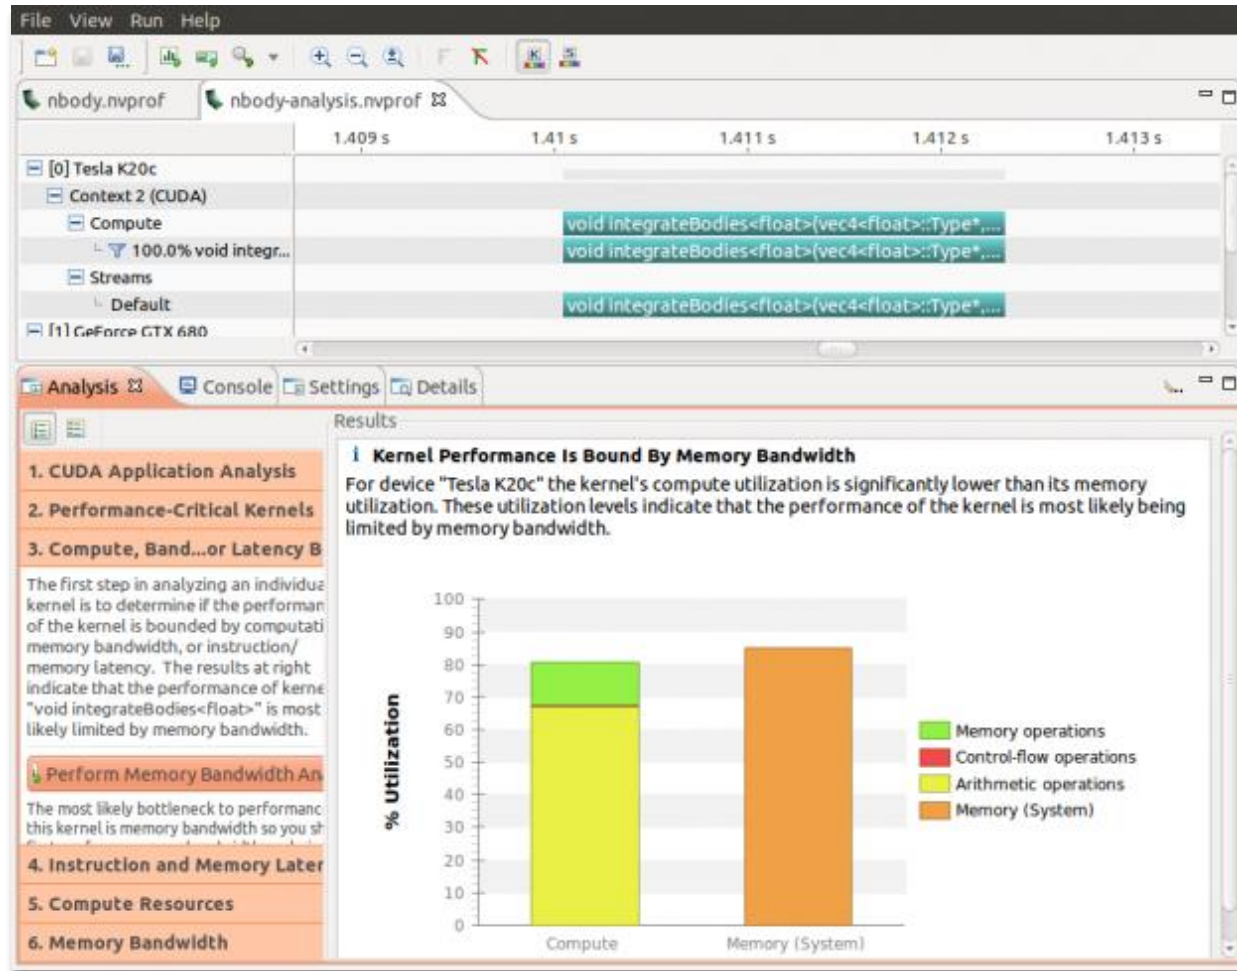 File View Run Help
nbody.nvprof nbody-analysis.nvprof
1.409 s 1.41 s 1.411 s 1.412 s 1.413 s
[0] Tesla K20c
Context 2 (CUDA)
Compute void integrateBodies<float>(vec4<float>::Type*,...
100.0% void integr... void integrateBodies<float>(vec4<float>::Type*,...
Streams
Default void integrateBodies<float>(vec4<float>::Type*,...
[1] GeForce GTX 680
Analysis Console Settings Details
1. CUDA Application Analysis
2. Performance-Critical Kernels
3. Compute, Band...or Latency B
The first step in analyzing an individua
kernel is to determine if the performan
of the kernel is bounded by computati
memory bandwidth, or instruction/
memory latency. The results at right
indicate that the performance of kerne
"void integrateBodies<float>" is most
likely limited by memory bandwidth.
Perform Memory Bandwidth An
The most likely bottleneck to performanc
this kernel is memory bandwidth so you sh
4. Instruction and Memory Later
5. Compute Resources
6. Memory Bandwidth
Results
i Kernel Performance Is Bound By Memory Bandwidth
For device "Tesla K20c" the kernel's compute utilization is significantly lower than its memory
utilization. These utilization levels indicate that the performance of the kernel is most likely being
limited by memory bandwidth.
% Utilization
100
90
80
70
60
50
40
30
20
10
0
Compute Memory (System)
Memory operations
Control-flow operations
Arithmetic operations
Memory (System)